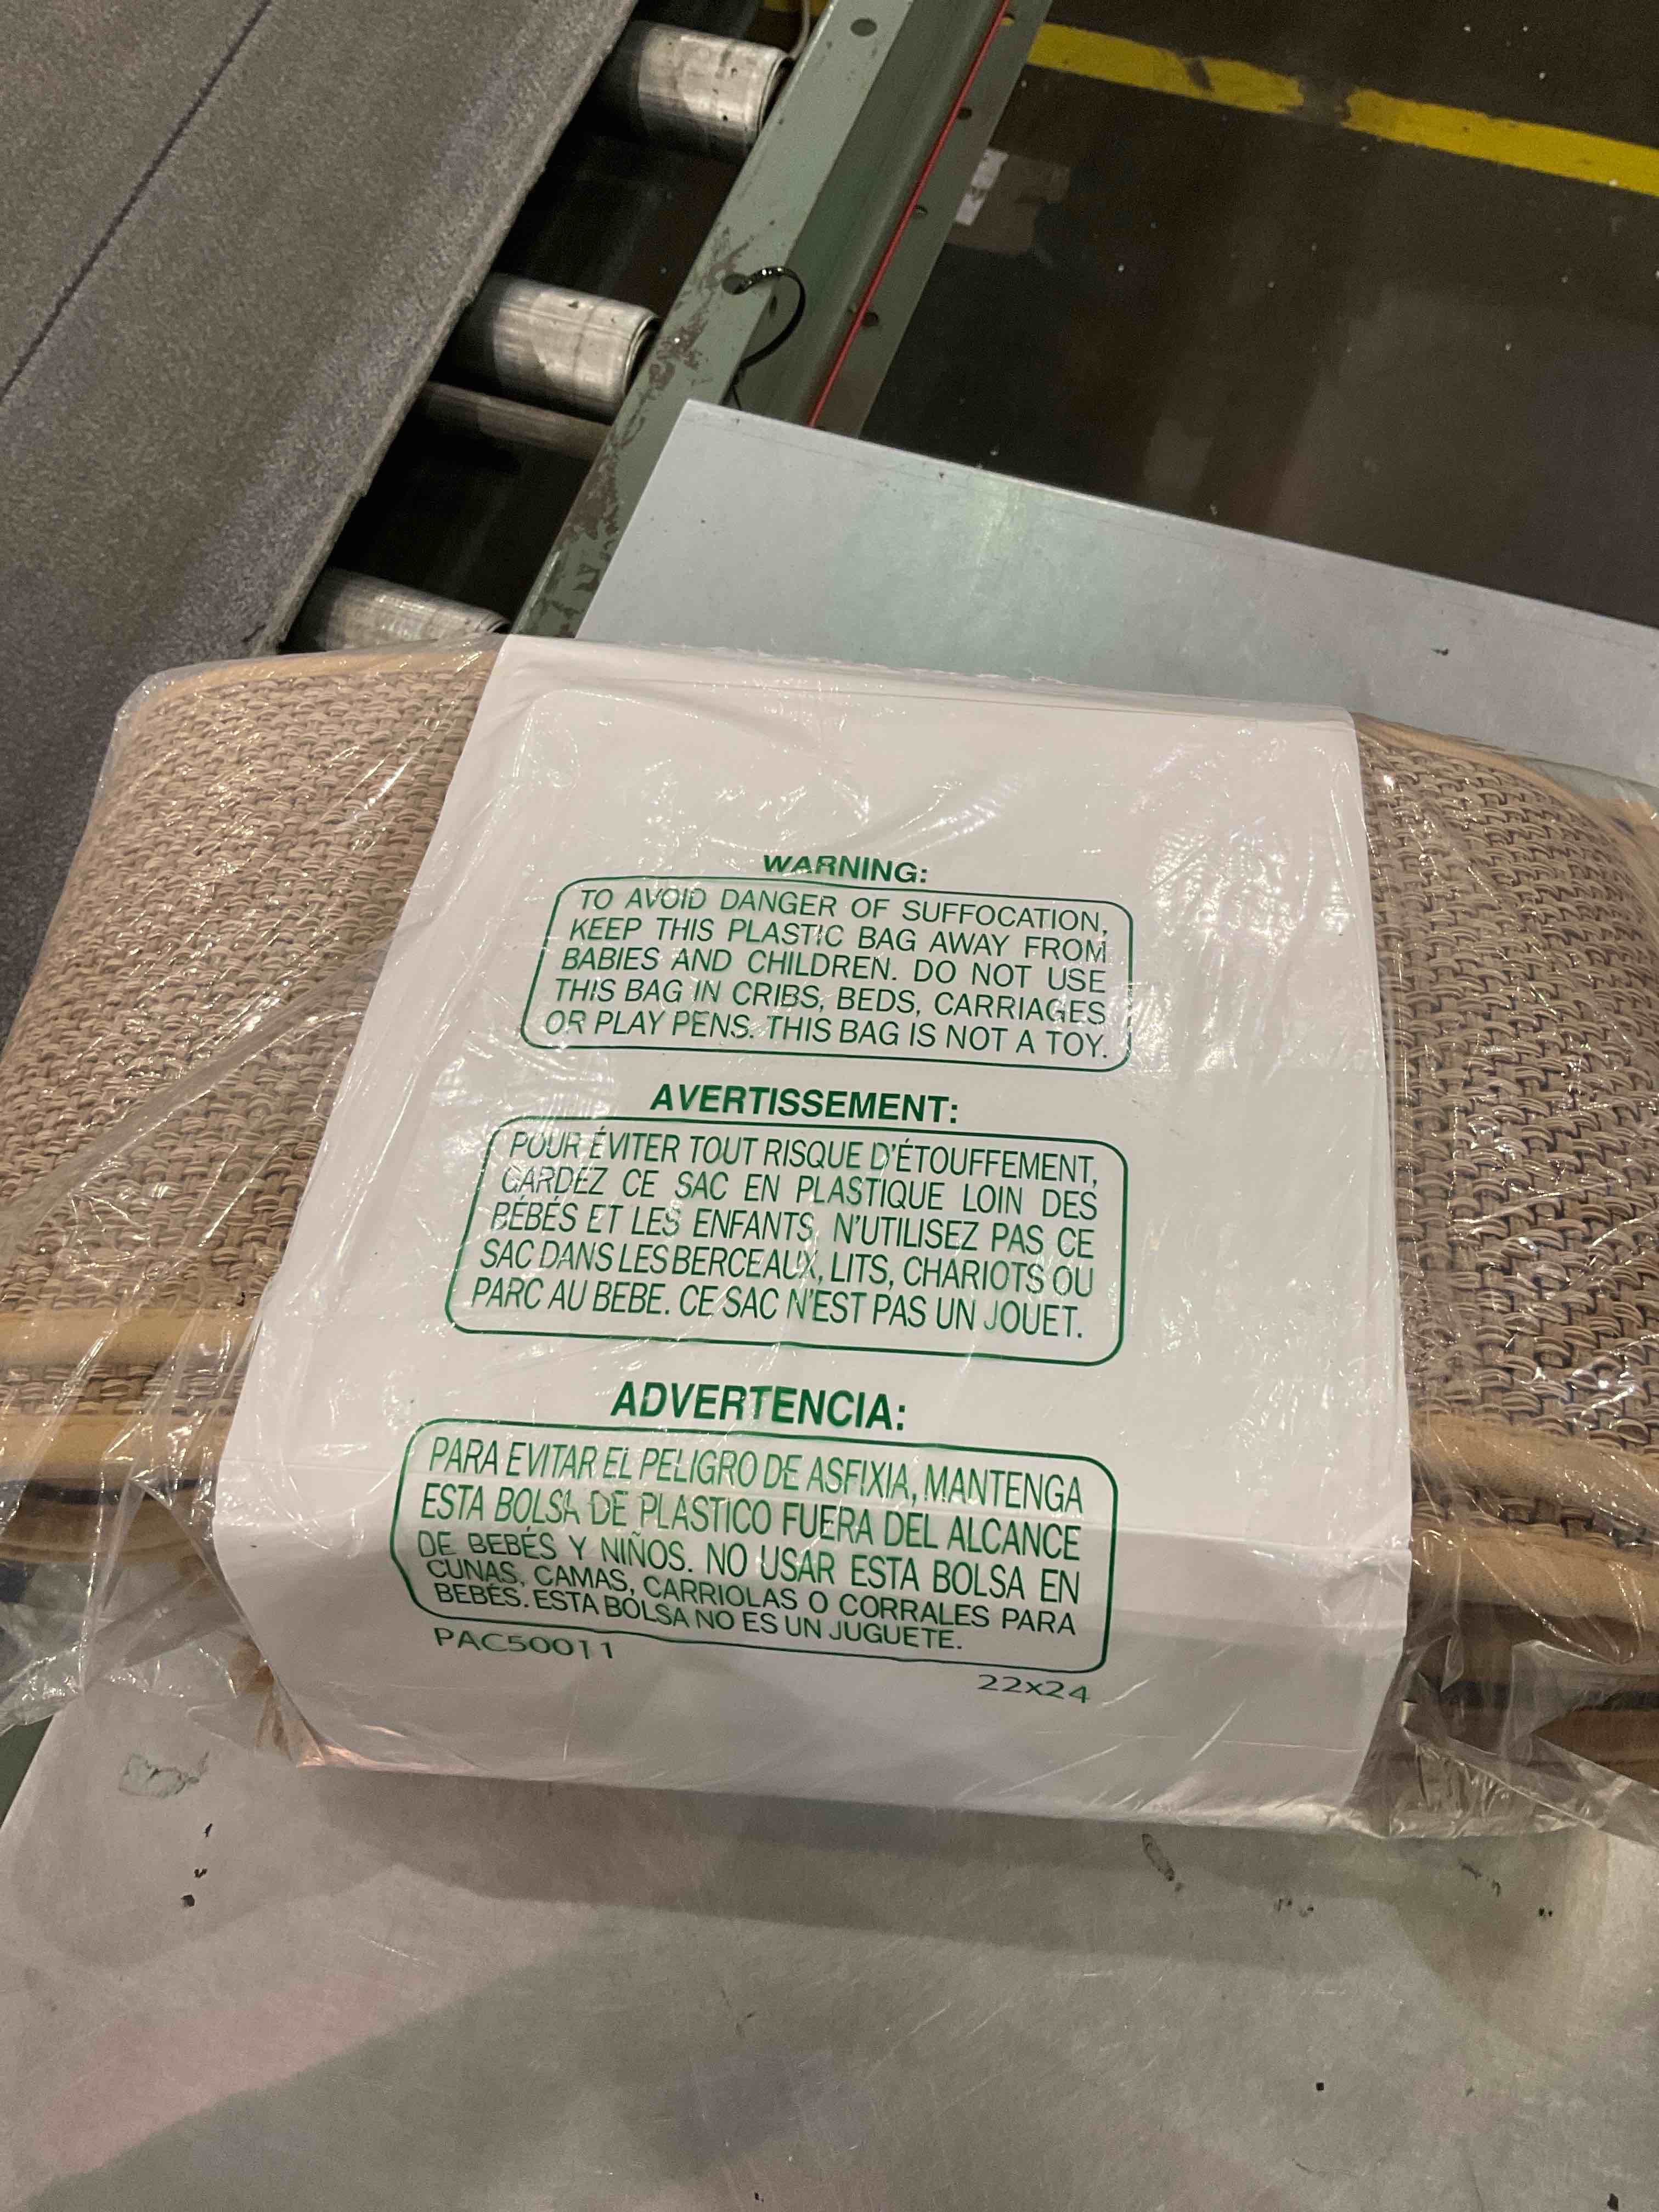 WARNING:
TO AVOID DANGER OF SUFFOCATION,
KEEP THIS PLASTIC BAG AWAY FROM
BABIES AND CHILDREN. DO NOT USE
THIS BAG IN CRIBS, BEDS, CARRIAGES
OR PLAY PENS. THIS BAG IS NOT A TOY.
AVERTISSEMENT:
POUR ÉVITER TOUT RISQUE D'ÉTOUFFEMENT,
GARDEZ CE SAC EN PLASTIQUE LOIN DES
BÉBÉS ET LES ENFANTS, N'UTILISEZ PAS CE
SAC DANS LES BERCEAUX, LITS, CHARIOTS OU
PARC AU BEBE. CE SAC N'EST PAS UN JOUET.
ADVERTENCIA:
PARA EVITAR EL PELIGRO DE ASFIXIA, MANTENGA
ESTA BOLSA DE PLASTICO FUERA DEL ALCANCE
DE BEBÉS Y NIÑOS. NO USAR ESTA BOLSA EN
CUNAS, CAMAS, CARRIOLAS O CORRALES PARA
BEBÉS. ESTA BOLSA NO ES UN JUGUETE.
PAC50011
22x24